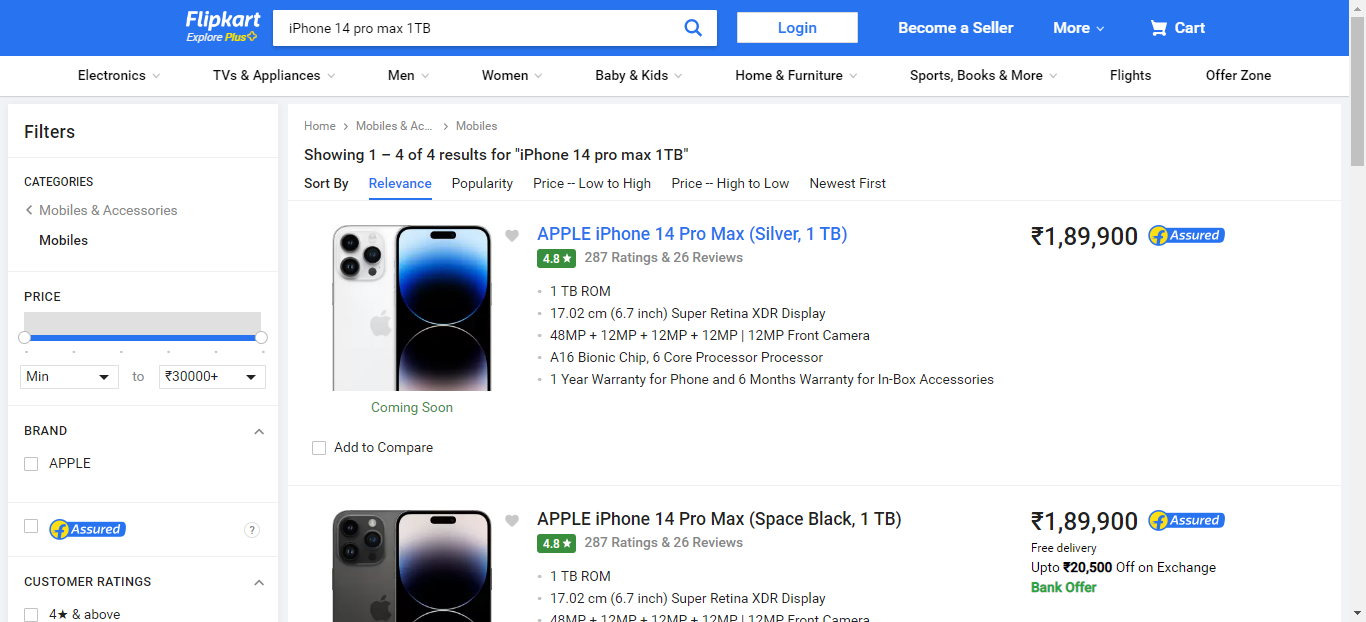 Flipkart
Explore Plus
iPhone 14 pro max 1TB
Login
Become a Seller
More
Cart
Electronics
TVs & Appliances
Men
Women
Baby & Kids
Home & Furniture
Sports, Books & More
Flights
Offer Zone
Filters
CATEGORIES
Mobiles & Accessories
Mobiles
PRICE
Min
to
₹30000+
BRAND
APPLE
f Assured
?
CUSTOMER RATINGS
4★ & above
Home
Mobiles & Ac...
Mobiles
Showing 1 – 4 of 4 results for "iPhone 14 pro max 1TB"
Sort By
Relevance
Popularity
Price -- Low to High
Price -- High to Low
Newest First
APPLE iPhone 14 Pro Max (Silver, 1 TB)
4.8★ 287 Ratings & 26 Reviews
1 TB ROM
17.02 cm (6.7 inch) Super Retina XDR Display
48MP + 12MP + 12MP + 12MP | 12MP Front Camera
A16 Bionic Chip, 6 Core Processor Processor
1 Year Warranty for Phone and 6 Months Warranty for In-Box Accessories
₹1,89,900
f Assured
Coming Soon
Add to Compare
APPLE iPhone 14 Pro Max (Space Black, 1 TB)
4.8★ 287 Ratings & 26 Reviews
1 TB ROM
17.02 cm (6.7 inch) Super Retina XDR Display
48MP + 12MP + 12MP + 12MP | 12MP Front Camera
₹1,89,900
f Assured
Free delivery
Upto ₹20,500 Off on Exchange
Bank Offer